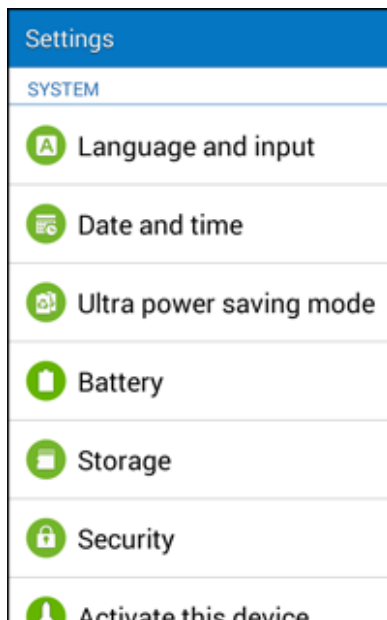 Settings
SYSTEM
Language and input
Date and time
Ultra power saving mode
Battery
Storage
Security
Activate this device